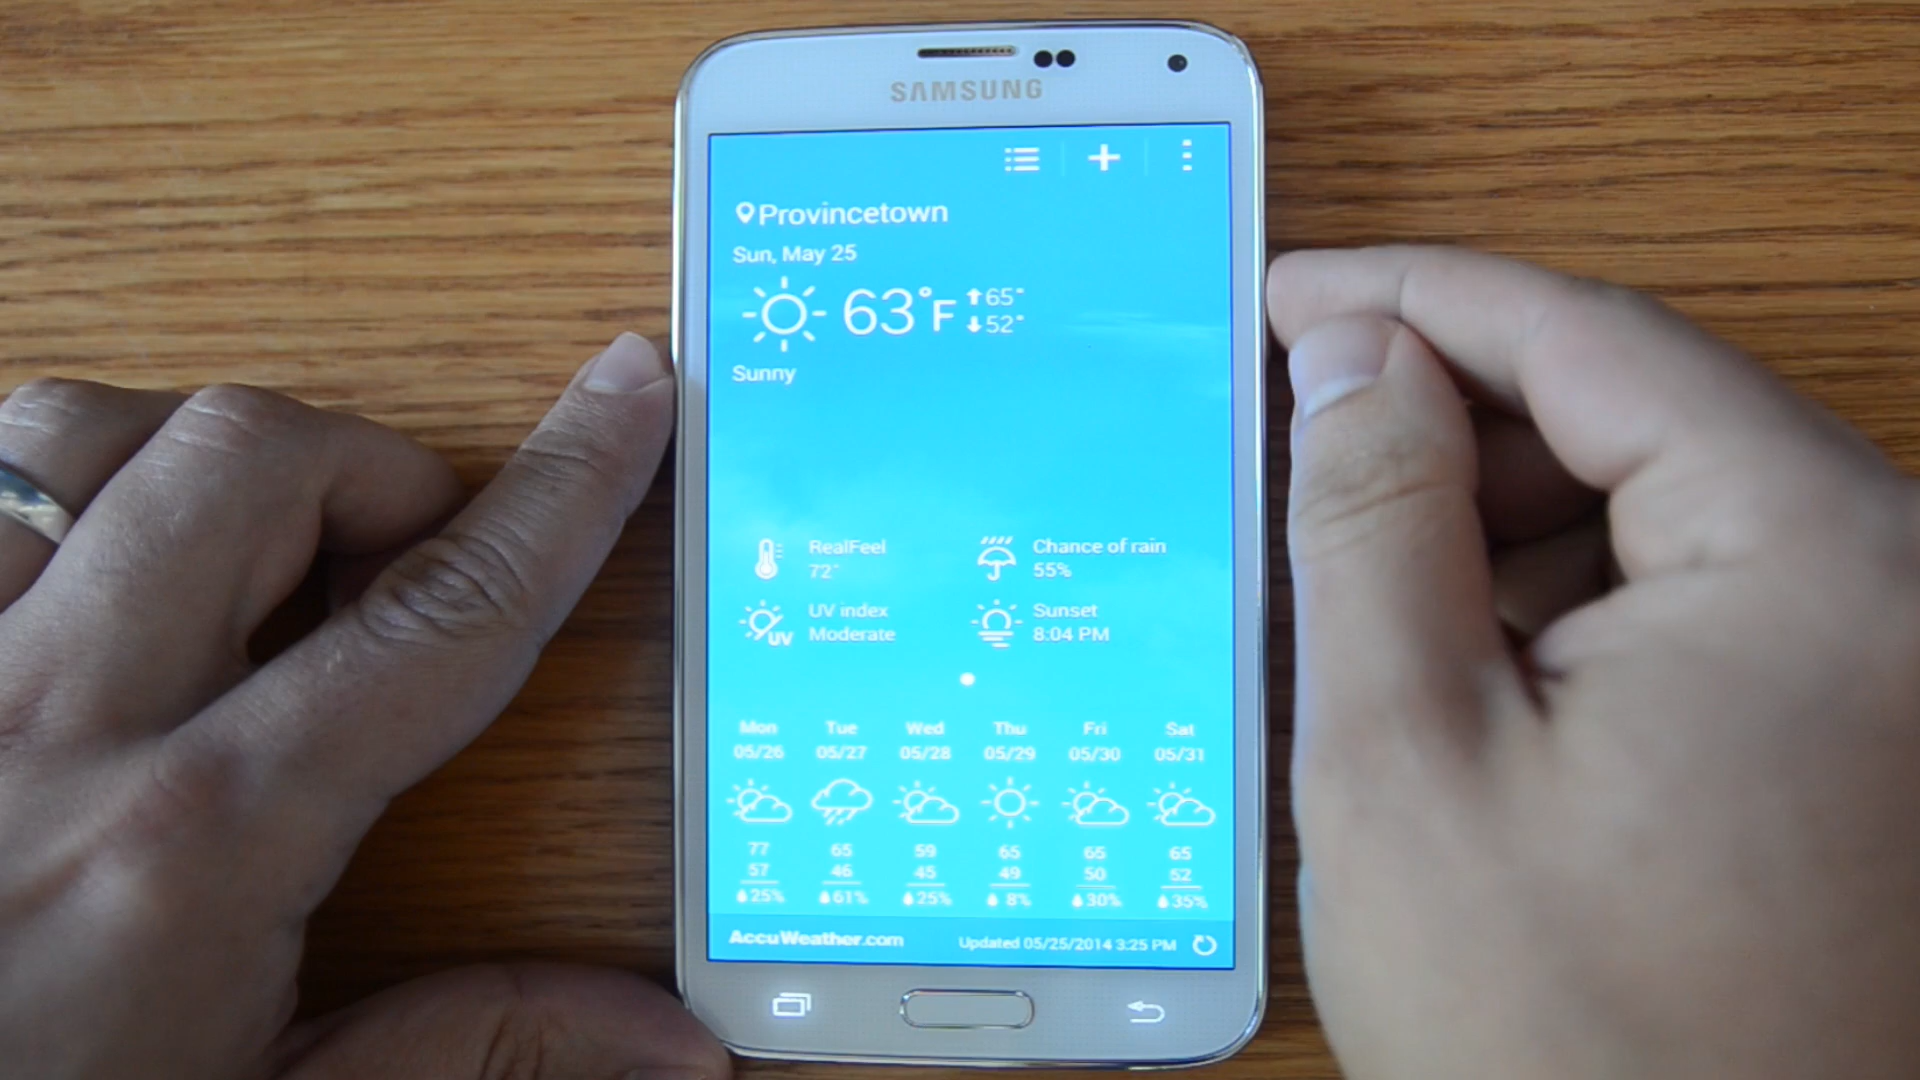 SAMSUNG
Provincetown
Sun, May 25
63°F 65° 52°
Sunny
RealFeel
72°
Chance of rain
55%
UV index
Moderate
UV
Sunset
8:04 PM
Mon Tue Wed Thu Fri Sat
05/26 05/27 05/28 05/29 05/30 05/31
77 65 59 65 65 65
57 46 45 49 50 52
25% 61% 25% 8% 30% 35%
AccuWeather.com Updated 05/25/2014 3:25 PM